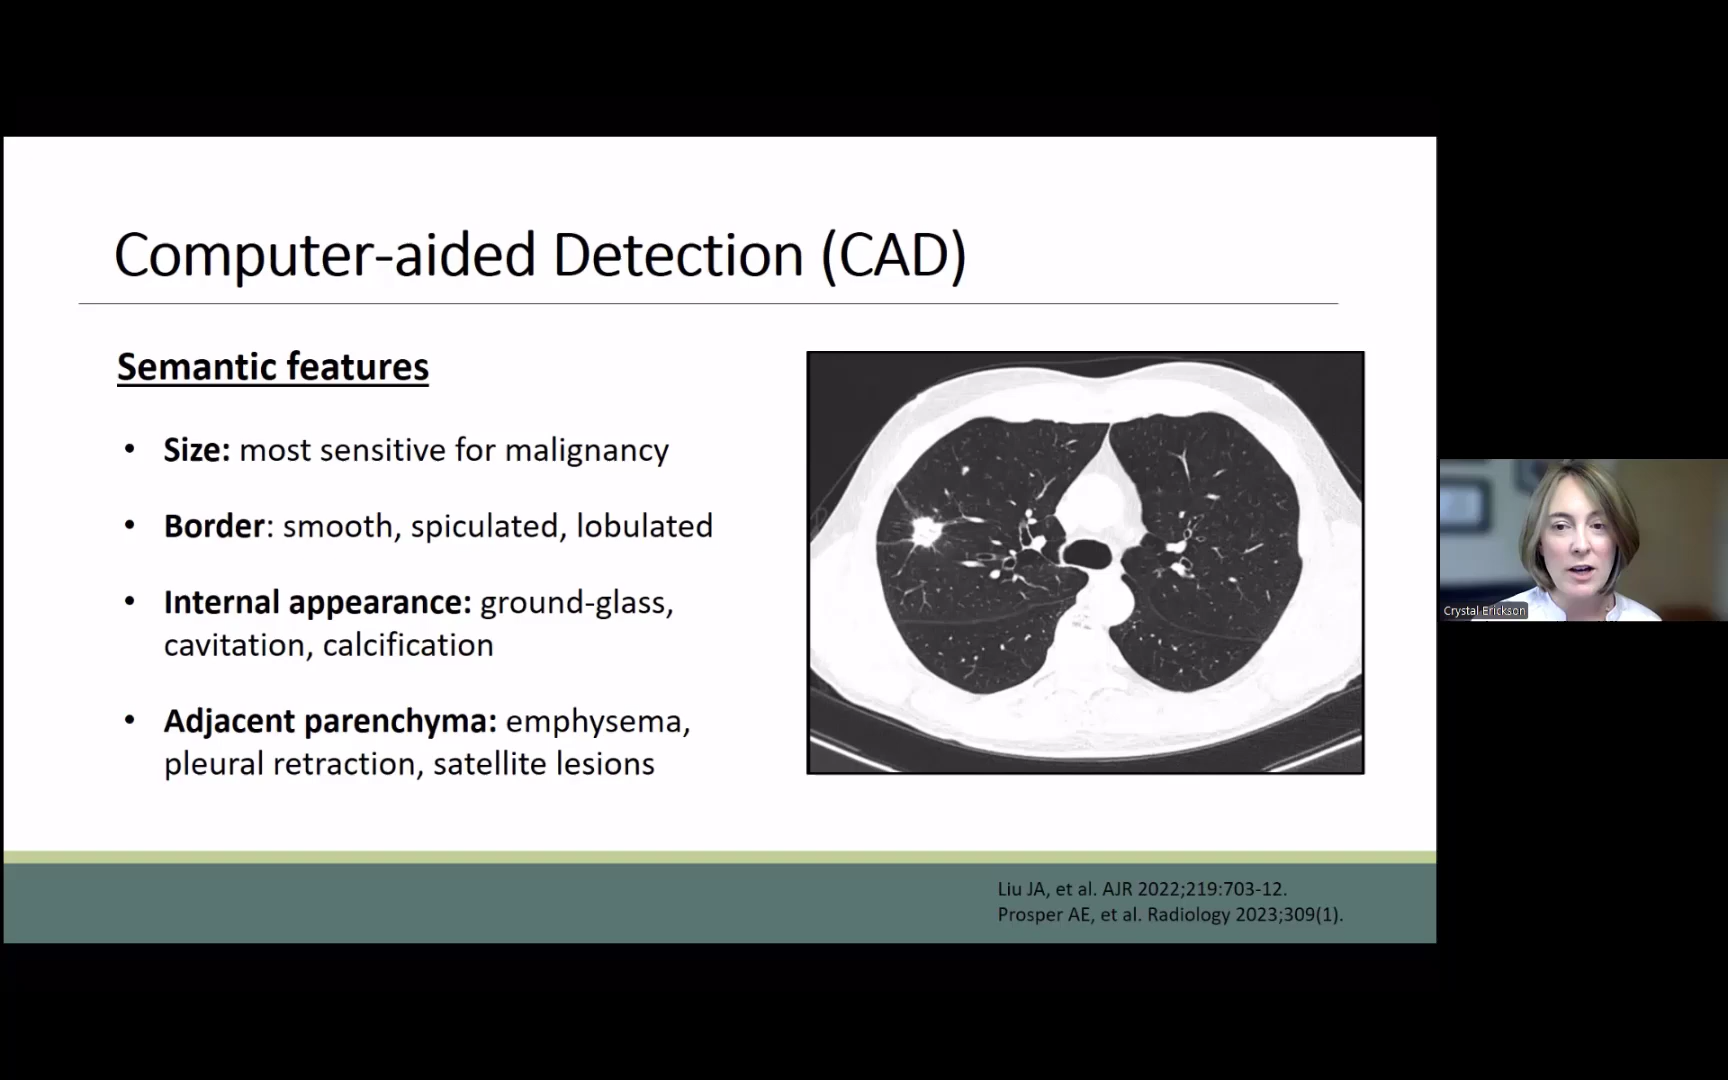 Computer-aided Detection (CAD)
Semantic features
• Size: most sensitive for malignancy
• Border: smooth, spiculated, lobulated
• Internal appearance: ground-glass,
cavitation, calcification
• Adjacent parenchyma: emphysema,
pleural retraction, satellite lesions
Crystal Erickson
Liu JA, et al. AJR 2022;219:703-12.
Prosper AE, et al. Radiology 2023;309(1).